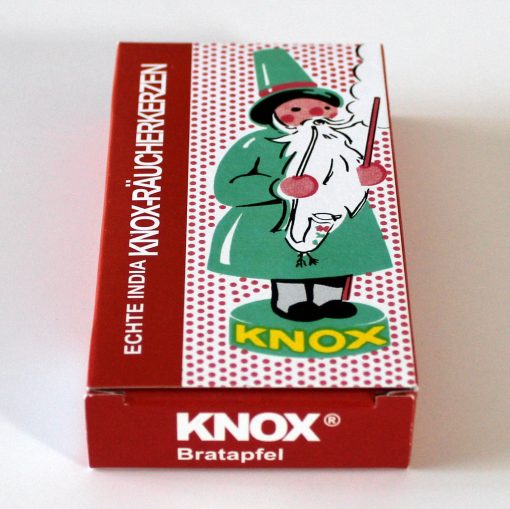 ECHTE INDIA KNOX-RÄUCHERKERZEN
KNOX
KNOX®
Bratapfel